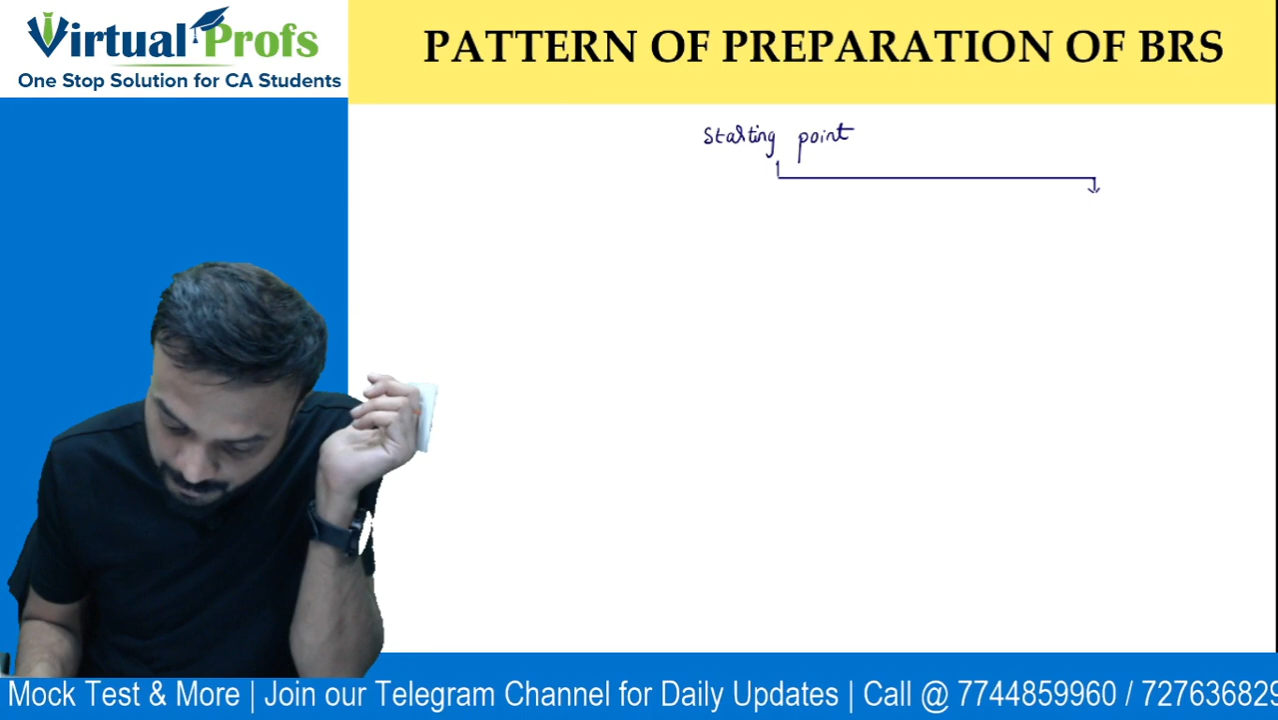 Virtual Profs
One Stop Solution for CA Students
PATTERN OF PREPARATION OF BRS
Starting point
Mock Test & More | Join our Telegram Channel for Daily Updates | Call @ 7744859960 / 727636829